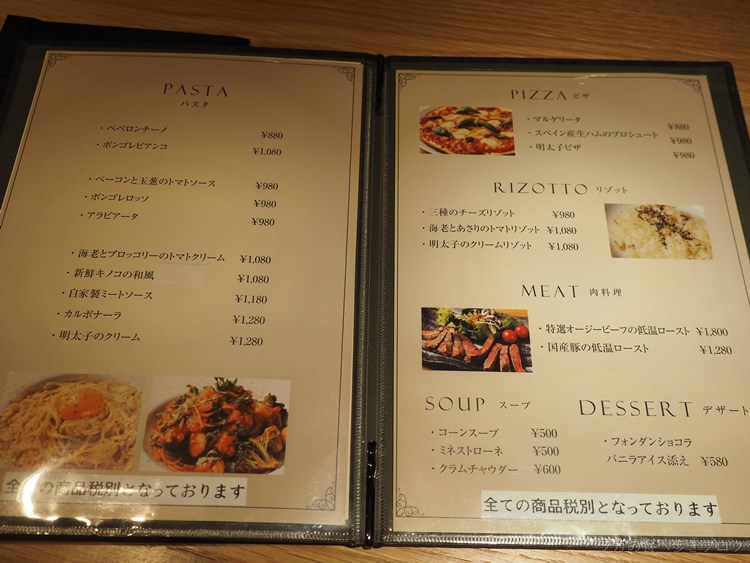 PASTA
パスタ
・ペペロンチーノ ¥880
・ボンゴレビアンコ ¥1,080
・ベーコンと玉葱のトマトソース ¥980
・ボンゴレロッソ ¥980
・アラビアータ ¥980
・海老とブロッコリーのトマトクリーム ¥1,080
・新鮮キノコの和風 ¥1,080
・自家製ミートソース ¥1,180
・カルボナーラ ¥1,280
・明太子のクリーム ¥1,280
全ての商品税別となっております
PIZZA ピザ
・マルゲリータ ¥880
・スペイン産生ハムのプロシュート ¥980
・明太子ピザ ¥980
RIZOTTO リゾット
・三種のチーズリゾット ¥980
・海老とあさりのトマトリゾット ¥1,080
・明太子のクリームリゾット ¥1,080
MEAT 肉料理
・特選オージービーフの低温ロースト ¥1,800
・国産豚の低温ロースト ¥1,280
SOUP スープ
・コーンスープ ¥500
・ミネストローネ ¥500
・クラムチャウダー ¥600
DESSERT デザート
・フォンダンショコラ
バニラアイス添え ¥580
全ての商品税別となっております